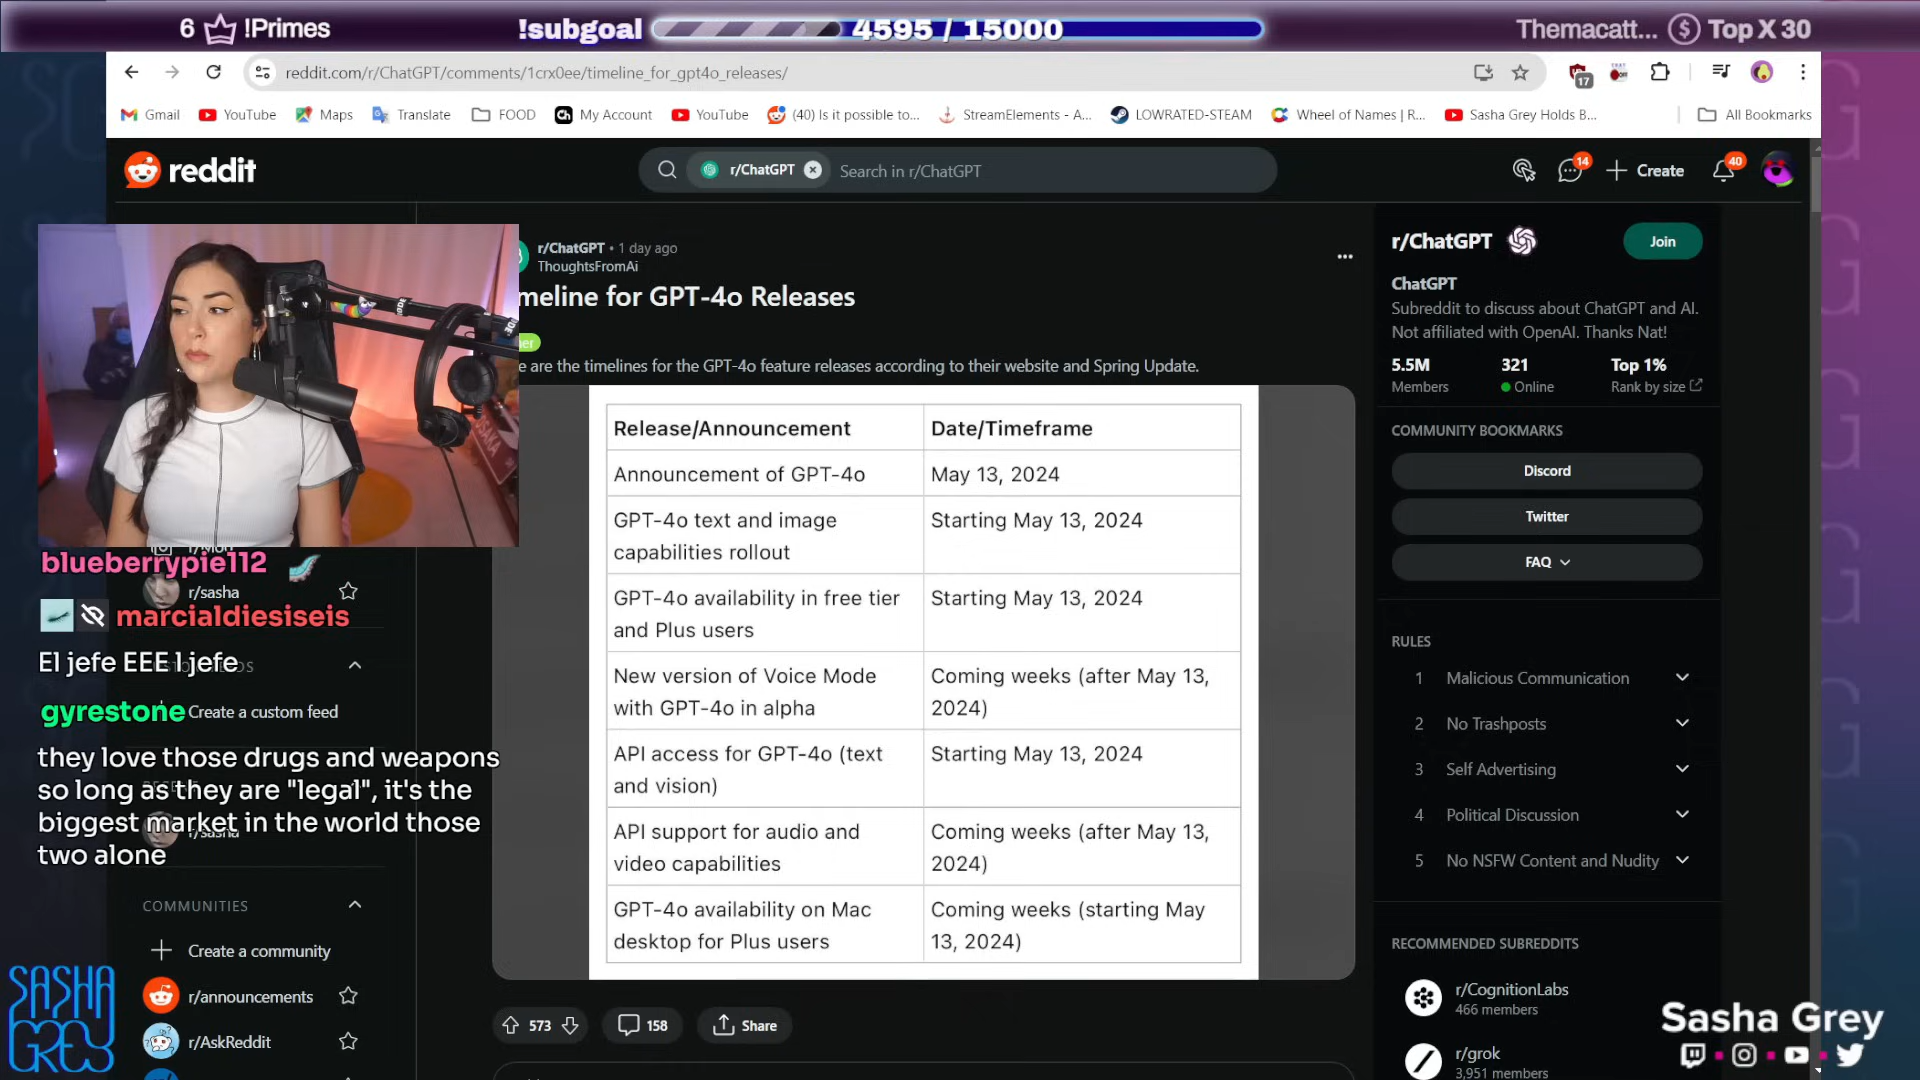 6 !Primes
!subgoal 4595 / 15000
Themacatt... Top X 30
reddit.com/r/ChatGPT/comments/1crx0ee/timeline_for_gpt4o_releases/
17
Gmail YouTube Maps Translate FOOD My Account YouTube (40) Is it possible to... StreamElements - A... LOWRATED-STEAM Wheel of Names | R... Sasha Grey Holds B... All Bookmarks
reddit
r/ChatGPT Search in r/ChatGPT
14 Create 40
r/ChatGPT • 1 day ago
ThoughtsFromAi
meline for GPT-4o Releases
e are the timelines for the GPT-4o feature releases according to their website and Spring Update.
Release/Announcement Date/Timeframe
Announcement of GPT-4o May 13, 2024
GPT-4o text and image Starting May 13, 2024
capabilities rollout
GPT-4o availability in free tier Starting May 13, 2024
and Plus users
New version of Voice Mode Coming weeks (after May 13,
with GPT-4o in alpha 2024)
API access for GPT-4o (text Starting May 13, 2024
and vision)
API support for audio and Coming weeks (after May 13,
video capabilities 2024)
GPT-4o availability on Mac Coming weeks (starting May
desktop for Plus users 13, 2024)
573 158 Share
r/ChatGPT Join
ChatGPT
Subreddit to discuss about ChatGPT and AI.
Not affiliated with OpenAI. Thanks Nat!
5.5M 321 Top 1%
Members Online Rank by size
COMMUNITY BOOKMARKS
Discord
Twitter
FAQ
RULES
1 Malicious Communication
2 No Trashposts
3 Self Advertising
4 Political Discussion
5 No NSFW Content and Nudity
RECOMMENDED SUBREDDITS
r/CognitionLabs
466 members
r/grok
3,951 members
blueberrypie112
r/sasha
marcialdiesiseis
El jefe EEE l jefe
gyrestone
Create a custom feed
they love those drugs and weapons
so long as they are "legal", it's the
biggest market in the world those
two alone
r/sasha
COMMUNITIES
Create a community
r/announcements
r/AskReddit
SASHA
GREY
Sasha Grey